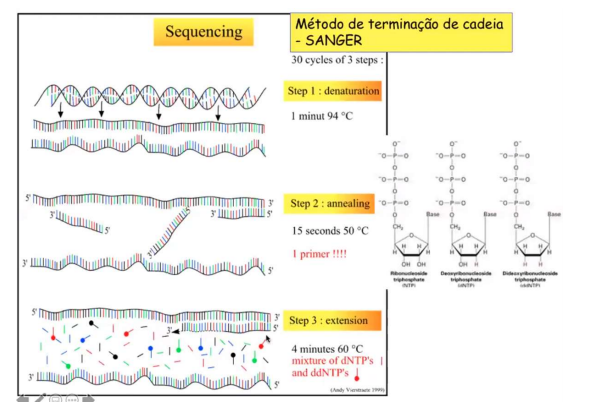 Sequencing
Método de terminação de cadeia
- SANGER
30 cycles of 3 steps :
Step 1 : denaturation
1 minut 94 °C
Step 2 : annealing
15 seconds 50 °C
1 primer !!!!
5'
3'
3'
5'
3'
5'
3'
3'
5'
Step 3 : extension
4 minutes 60 °C
mixture of dNTP's
and ddNTP's
5'
3'
3'
5'
3'
5'
(Andy Vierstraete 1999)
O⁻ O⁻ O⁻
⁻O—P=O ⁻O—P=O ⁻O—P=O
O O O
⁻O—P=O ⁻O—P=O ⁻O—P=O
O O O
⁻O—P=O ⁻O—P=O ⁻O—P=O
O O O
CH₂ Base CH₂ Base CH₂ Base
O O O
H H H H H H H H H H H H
OH OH OH H H H
Ribonucleoside
triphosphate
(NTP)
Deoxyribonucleoside
triphosphate
(dNTP)
Dideoxyribonucleoside
triphosphate
(ddNTP)